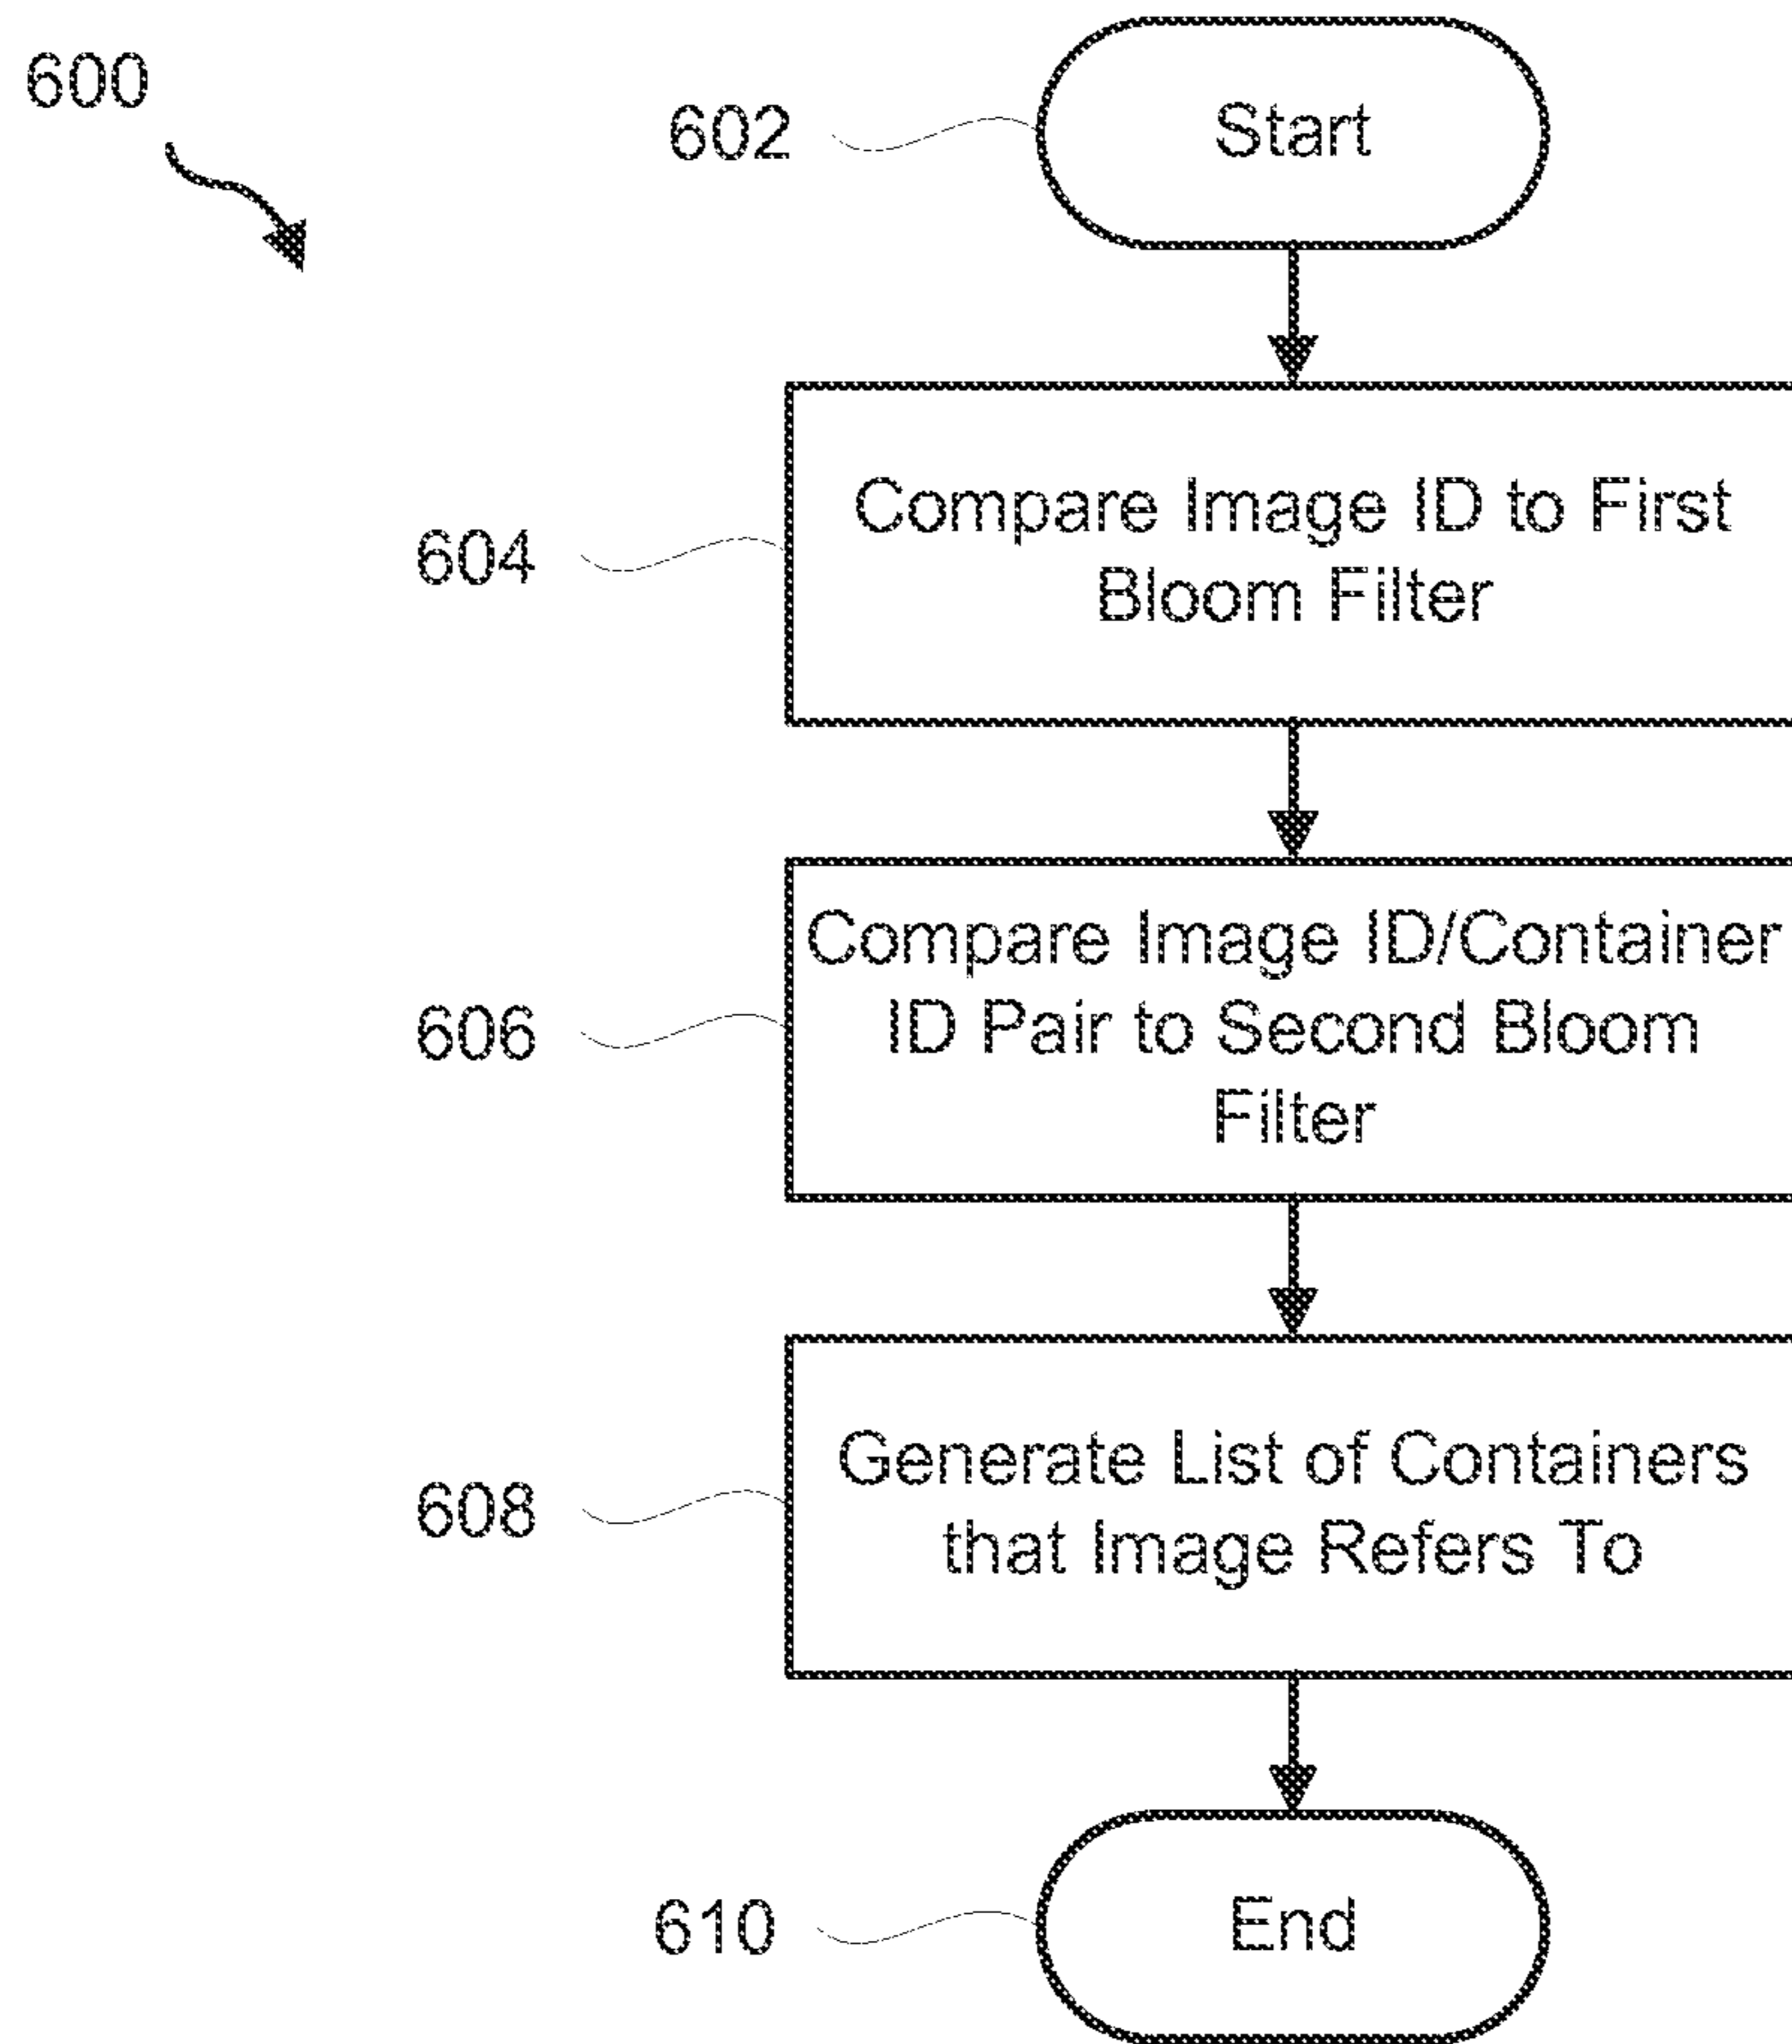 600
602
Start
604
Compare Image ID to First
Bloom Filter
606
Compare Image ID/Container
ID Pair to Second Bloom
Filter
608
Generate List of Containers
that Image Refers To
610
End